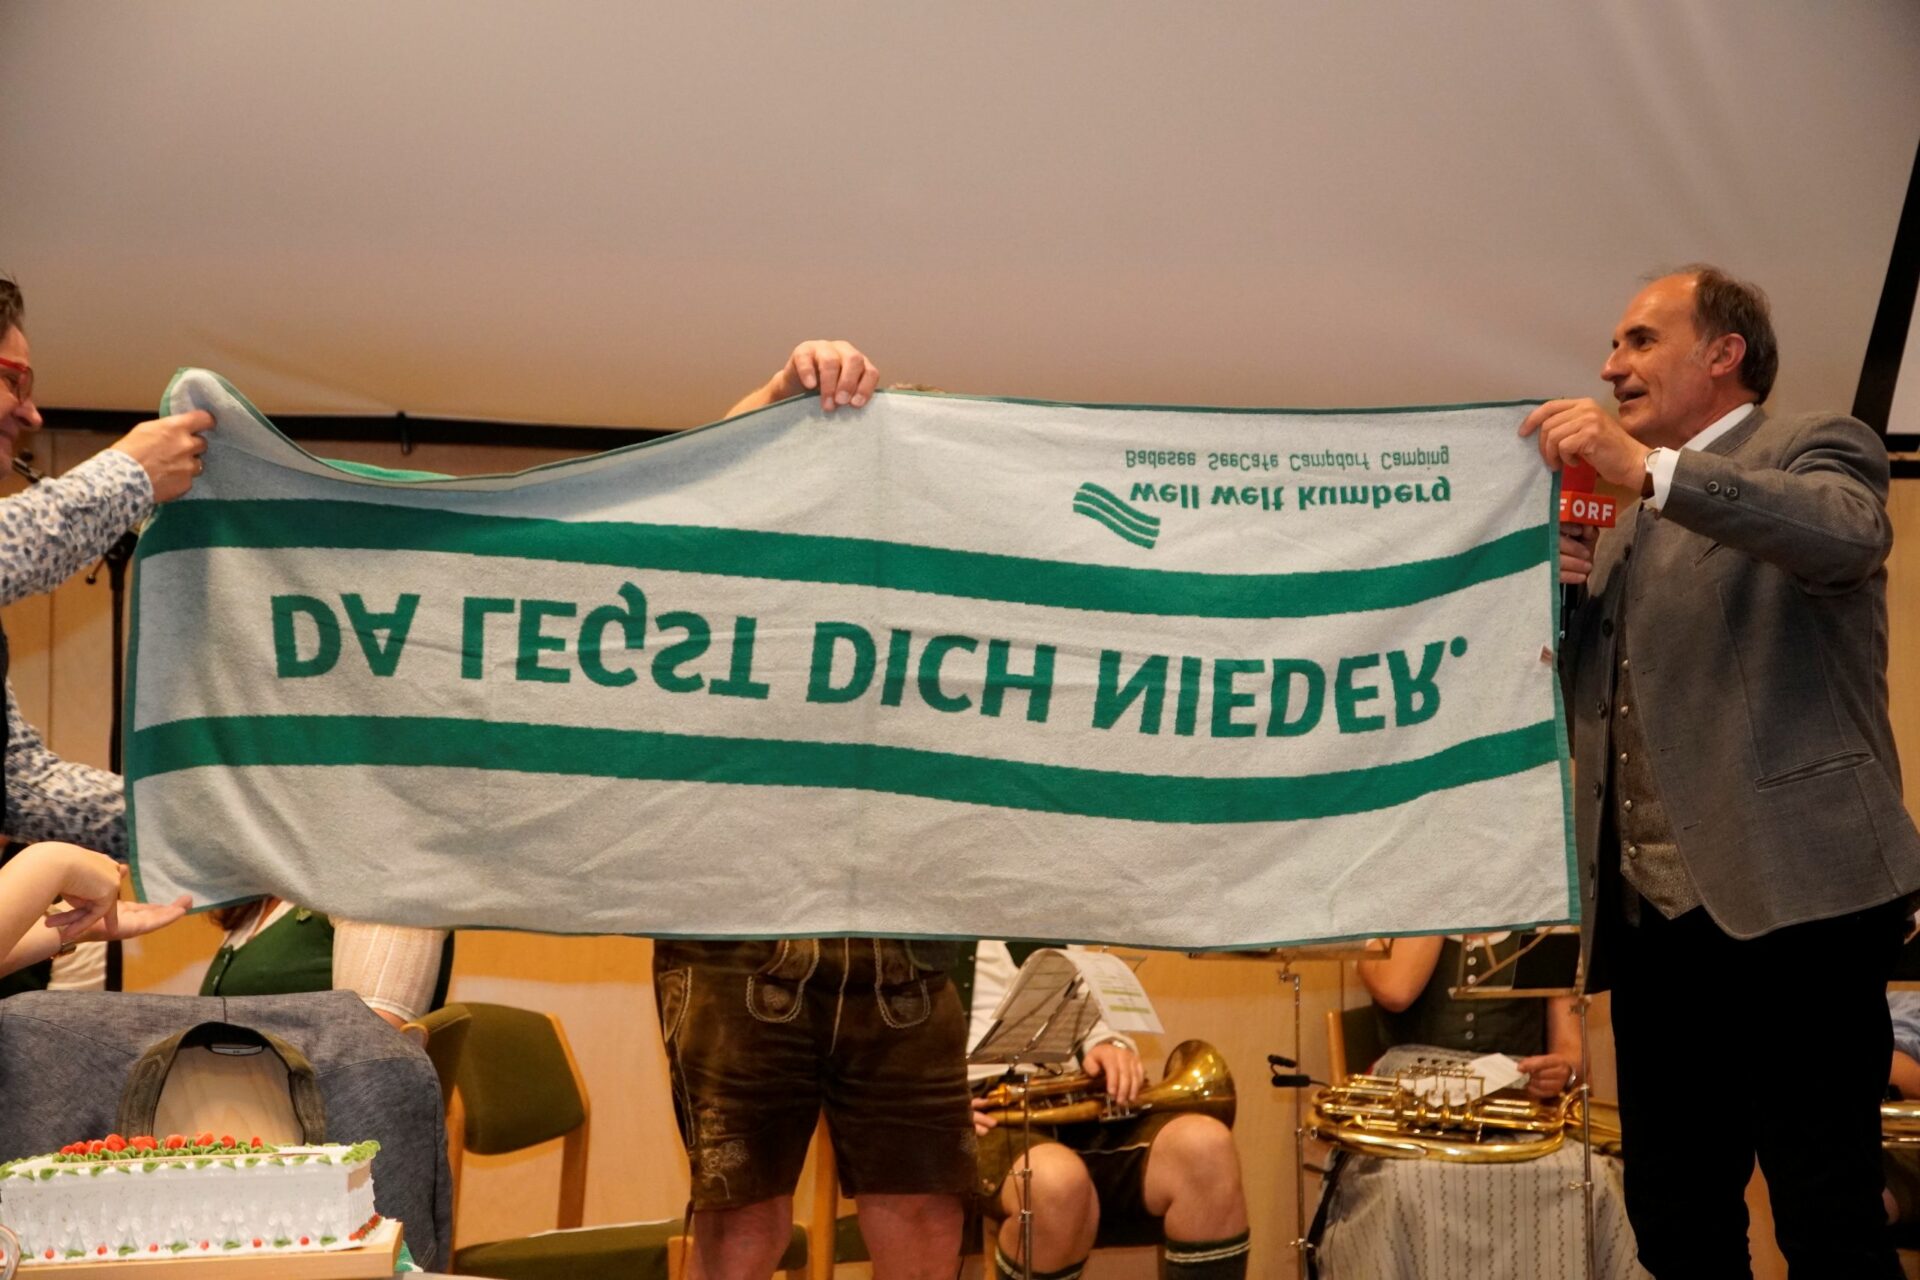 Badesee SeeCafe Campdorf Camping
well welt kumberg
DA LEGST DICH NIEDER.
F ORF